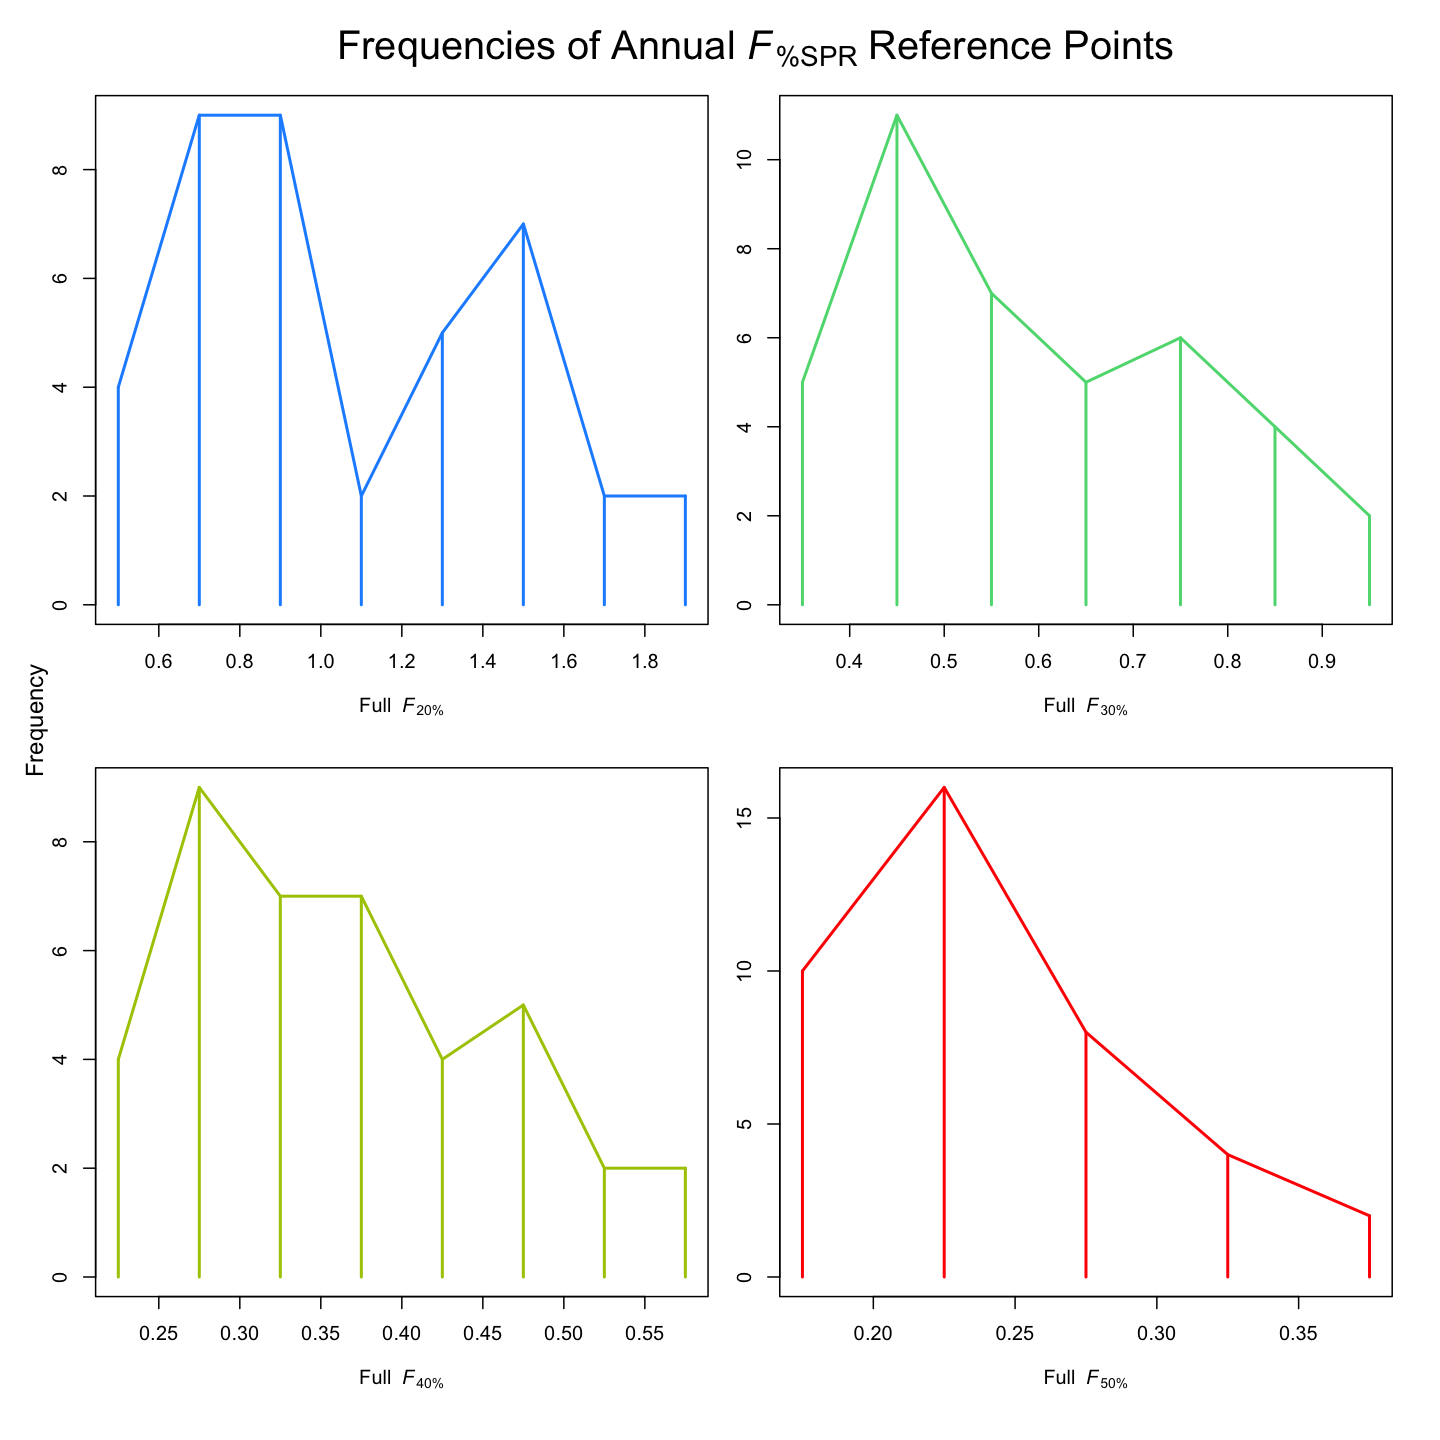 Frequencies of Annual F%SPR Reference Points
Frequency
0 2 4 6 8
0.6 0.8 1.0 1.2 1.4 1.6 1.8
Full F20%
0 2 4 6 8 10
0.4 0.5 0.6 0.7 0.8 0.9
Full F30%
0 2 4 6 8
0.25 0.30 0.35 0.40 0.45 0.50 0.55
Full F40%
0 5 10 15
0.20 0.25 0.30 0.35
Full F50%